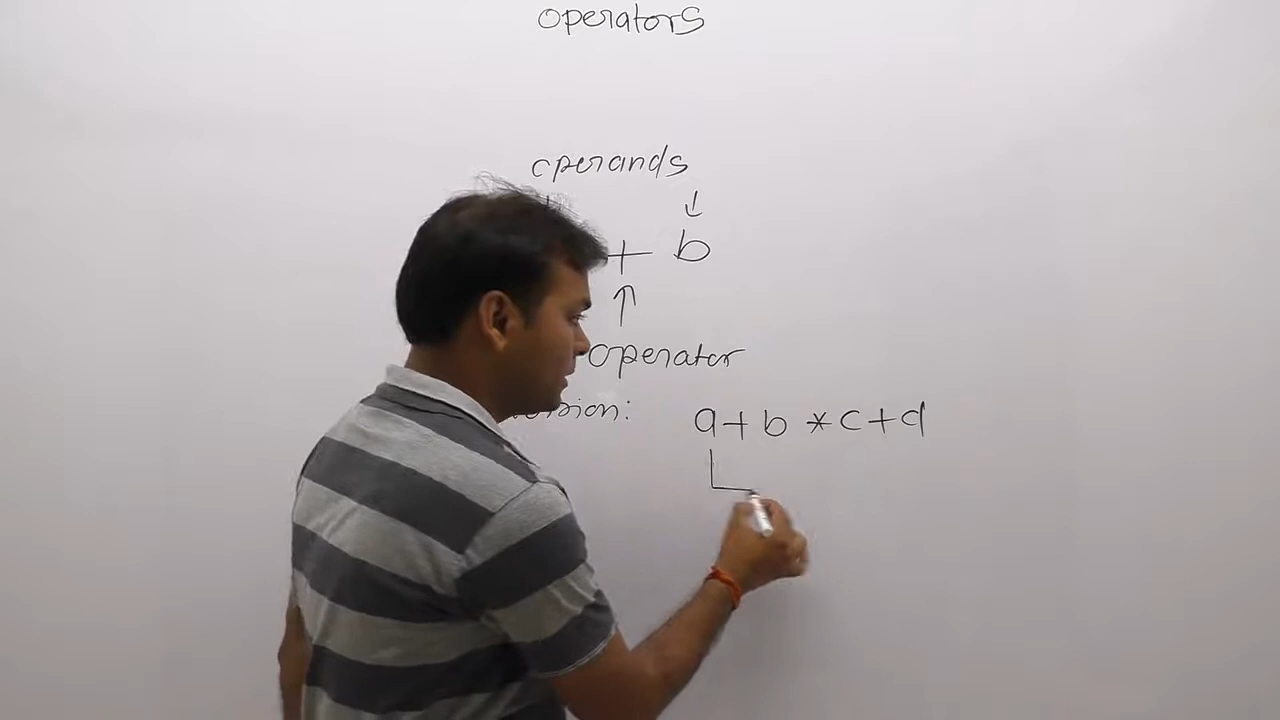 operators
operands
+ b
operator
a + b * c + d